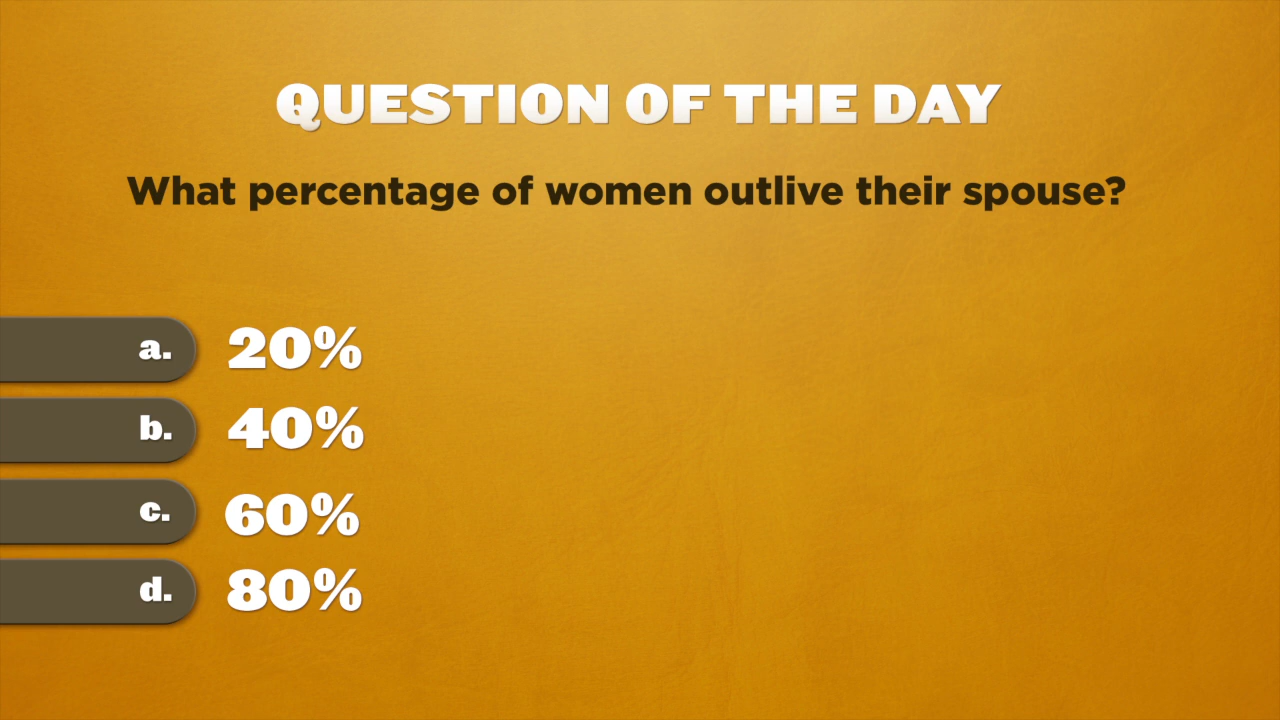 QUESTION OF THE DAY
What percentage of women outlive their spouse?
a. 20%
b. 40%
c. 60%
d. 80%